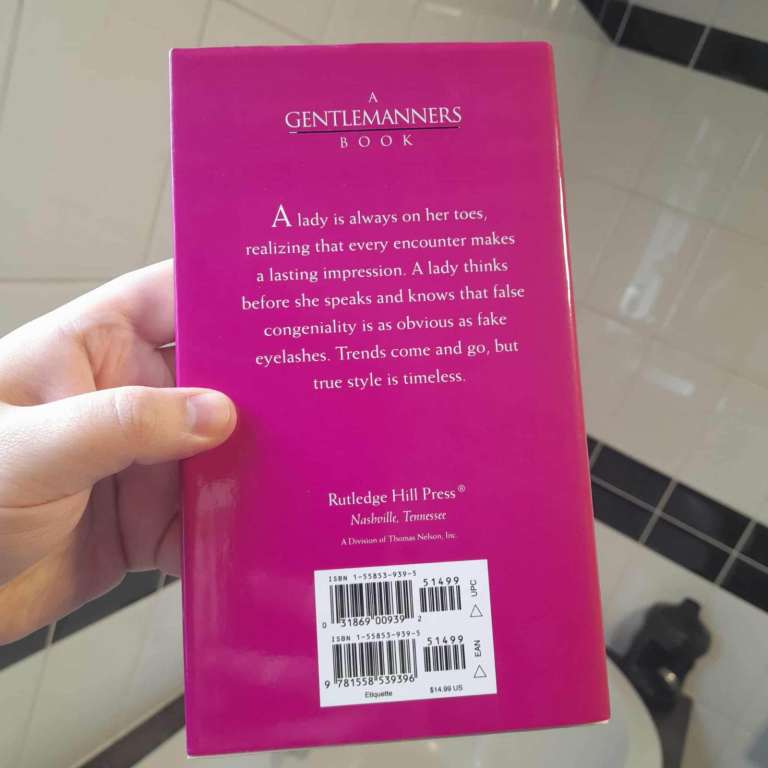 A
GENTLEMANNERS
BOOK
A lady is always on her toes,
realizing that every encounter makes
a lasting impression. A lady thinks
before she speaks and knows that false
congeniality is as obvious as fake
eyelashes. Trends come and go, but
true style is timeless.
Rutledge Hill Press®
Nashville, Tennessee
A Division of Thomas Nelson, Inc.
ISBN 1-55853-939-5
51499
UPC
0 31869 00939 2
ISBN 1-55853-939-5
51499
EAN
9 781558 539396
Etiquette
$14.99 US